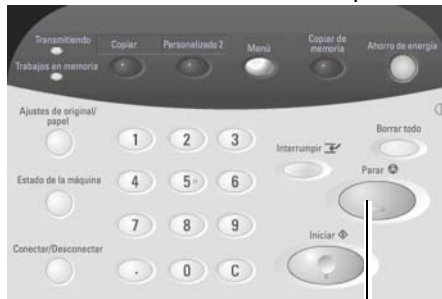 Transmitiendo
Trabajos en memoria
Copiar
Personalizado 2
Menú
Copiar de
memoria
Ahorro de energía
Ajustes de original/
papel
Estado de la máquina
Conectar/Desconectar
1 2 3
4 5 6
7 8 9
. 0 C
Interrumpir
Borrar todo
Parar
Iniciar